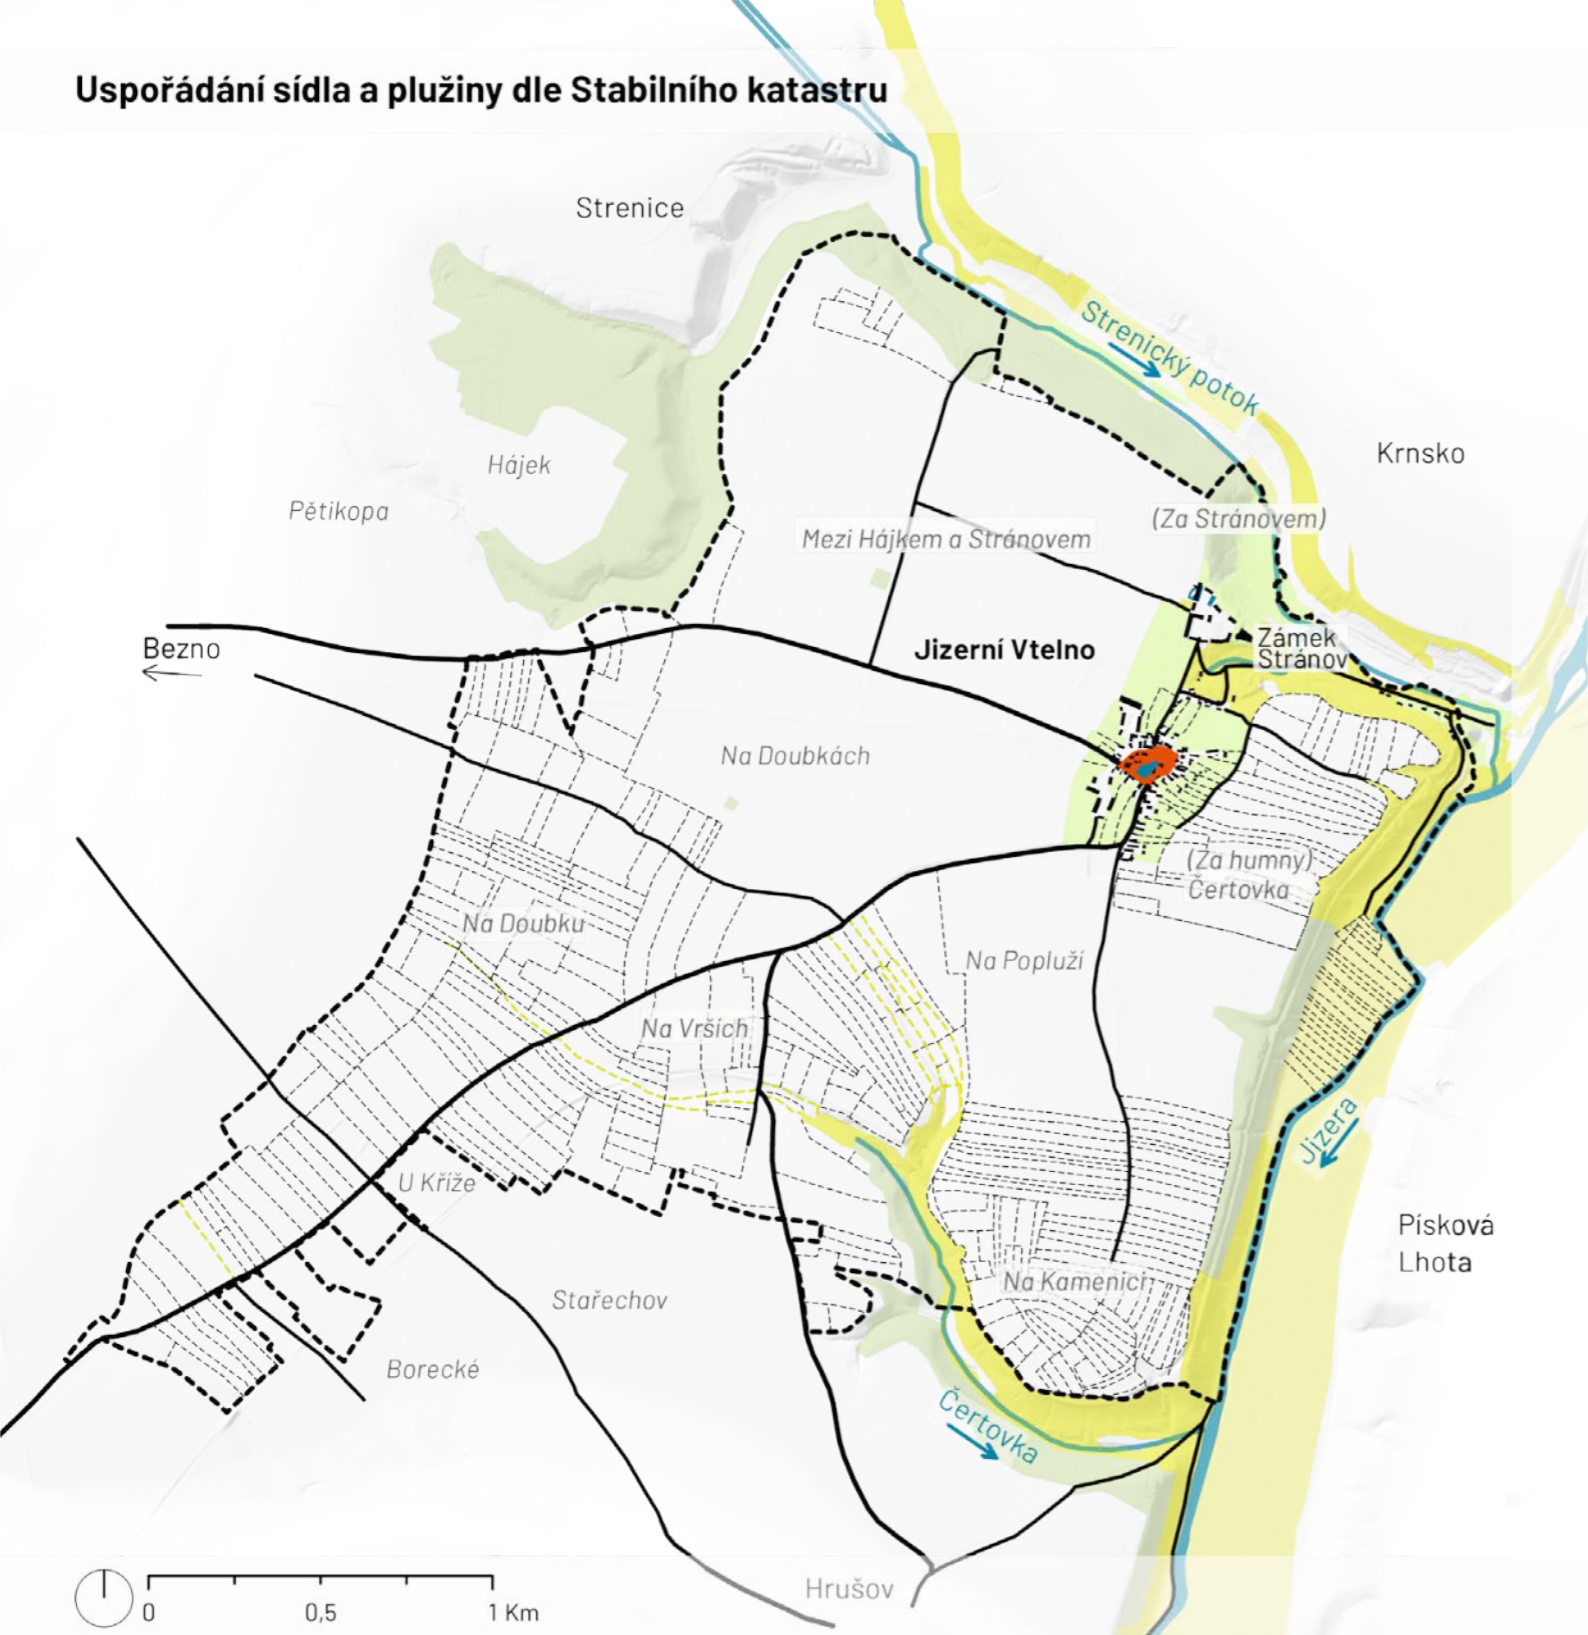 Uspořádání sídla a plužiny dle Stabilního katastru
Strenice
Strenický potok
Krnsko
Hájek
Pětikopa
(Za Stránovem)
Mezi Hájkem a Stránovem
Bezno
Jizerní Vtelno
Zámek
Stránov
Na Doubkách
(Za humny)
Čertovka
Na Doubku
Na Popluží
Na Vrších
Jizera
U Kříže
Písková
Lhota
Na Kamenici
Stařechov
Borecké
Čertovka
Hrušov
0
0,5
1 Km